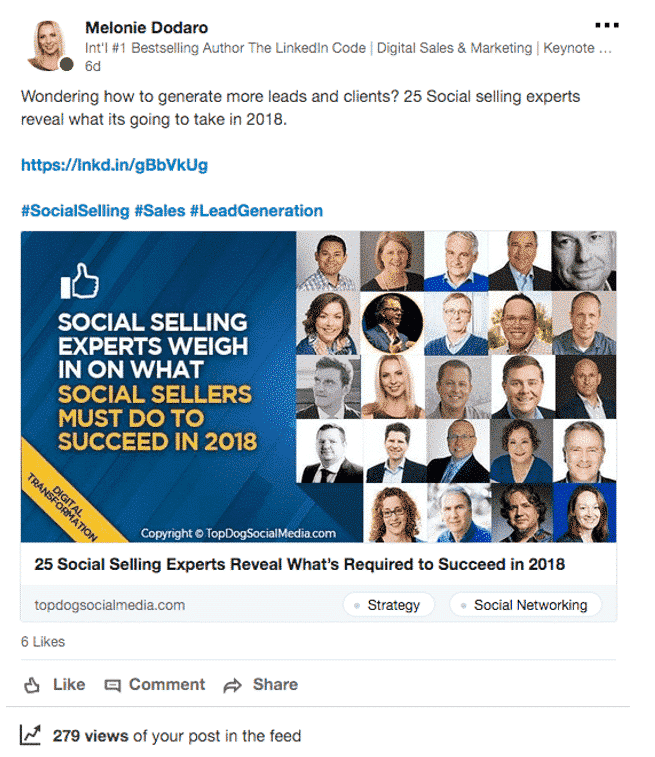 Melonie Dodaro
Int'l #1 Bestselling Author The LinkedIn Code | Digital Sales & Marketing | Keynote ...
6d
Wondering how to generate more leads and clients? 25 Social selling experts
reveal what its going to take in 2018.
https://lnkd.in/gBbVkUg
#SocialSelling #Sales #LeadGeneration
SOCIAL SELLING
EXPERTS WEIGH
IN ON WHAT
SOCIAL SELLERS
MUST DO TO
SUCCEED IN 2018
DIGITAL
TRANSFORMATION
Copyright © TopDogSocialMedia.com
25 Social Selling Experts Reveal What's Required to Succeed in 2018
topdogsocialmedia.com
Strategy
Social Networking
6 Likes
Like Comment Share
279 views of your post in the feed